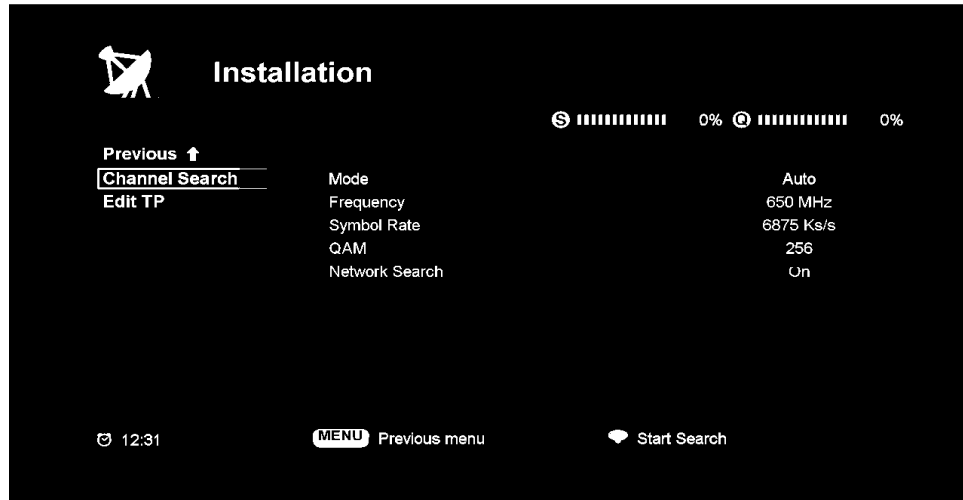 Installation
S 0% Q 0%
Previous
Channel Search
Edit TP
Mode Auto
Frequency 650 MHz
Symbol Rate 6875 Ks/s
QAM 256
Network Search On
12:31 MENU Previous menu Start Search